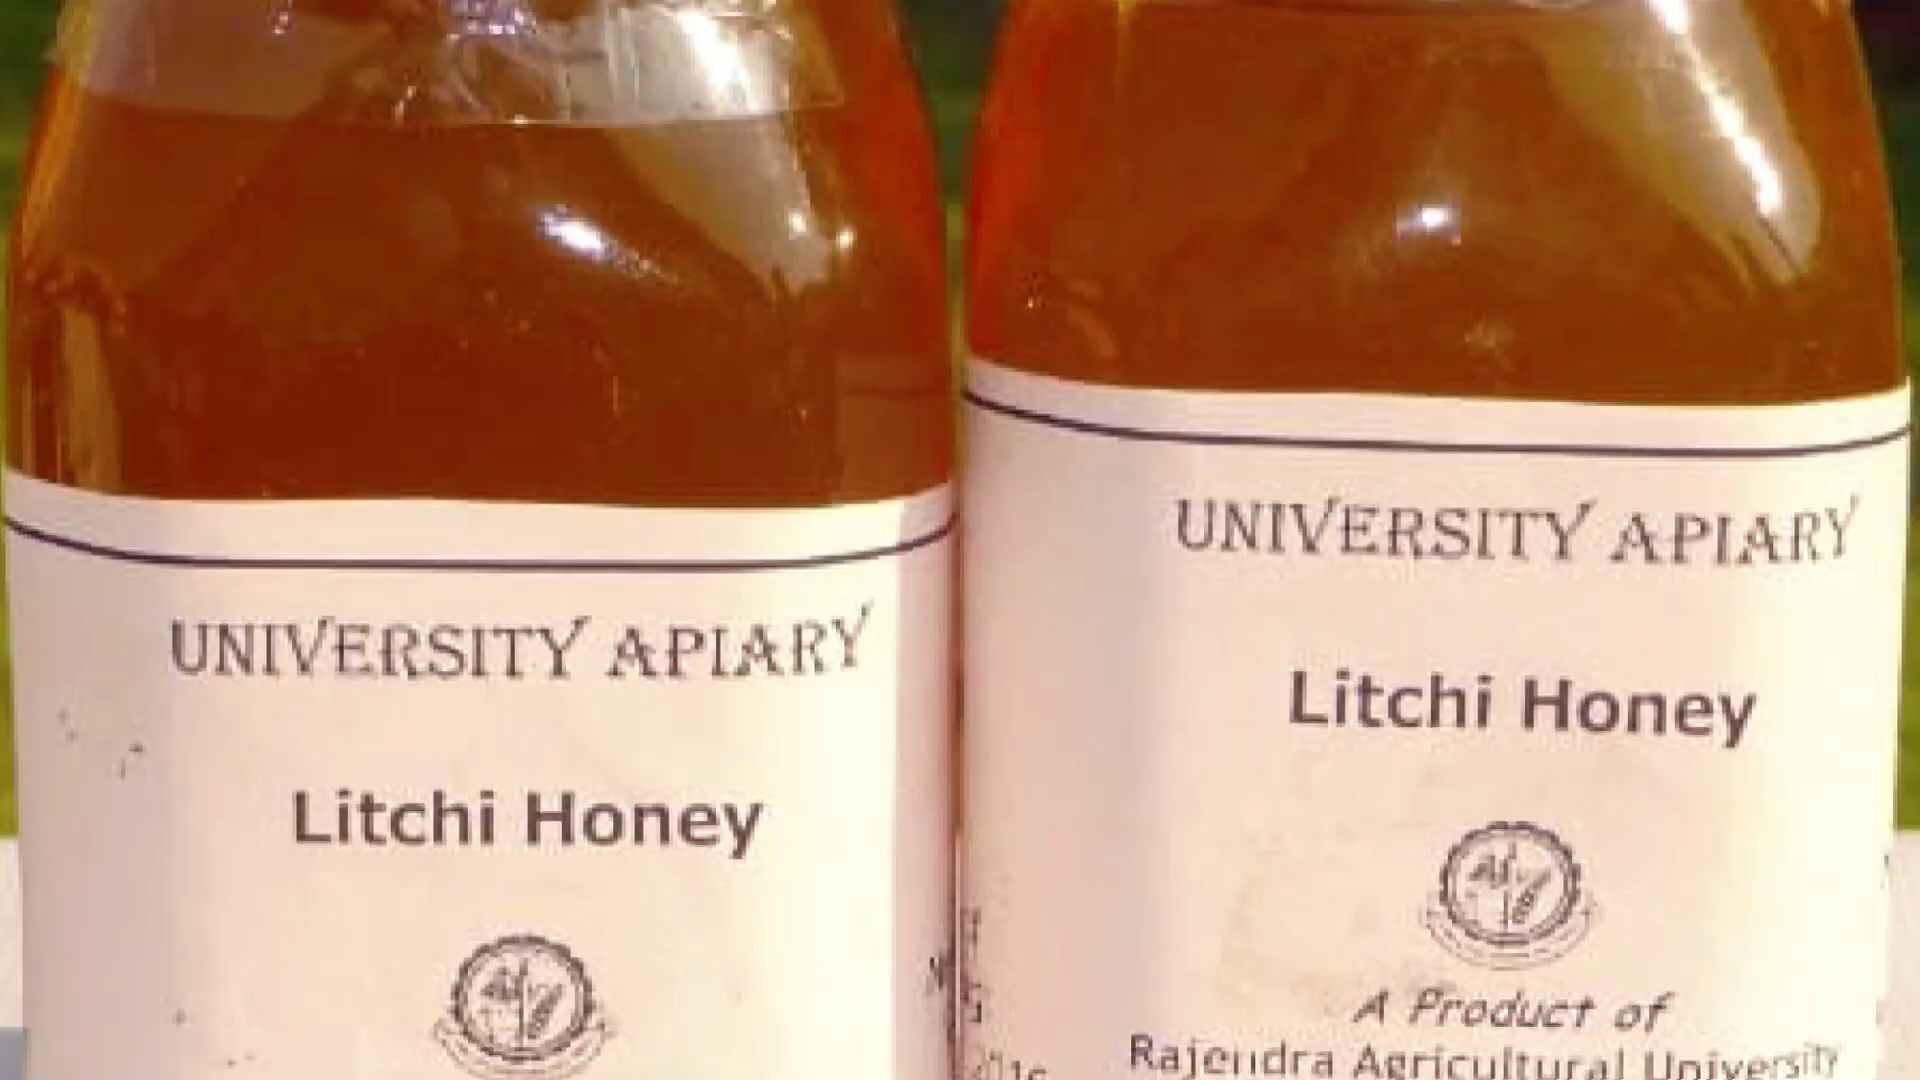 UNIVERSITY APIARY
Litchi Honey
UNIVERSITY APIARY
Litchi Honey
A Product of
Rajendra Agricultural University